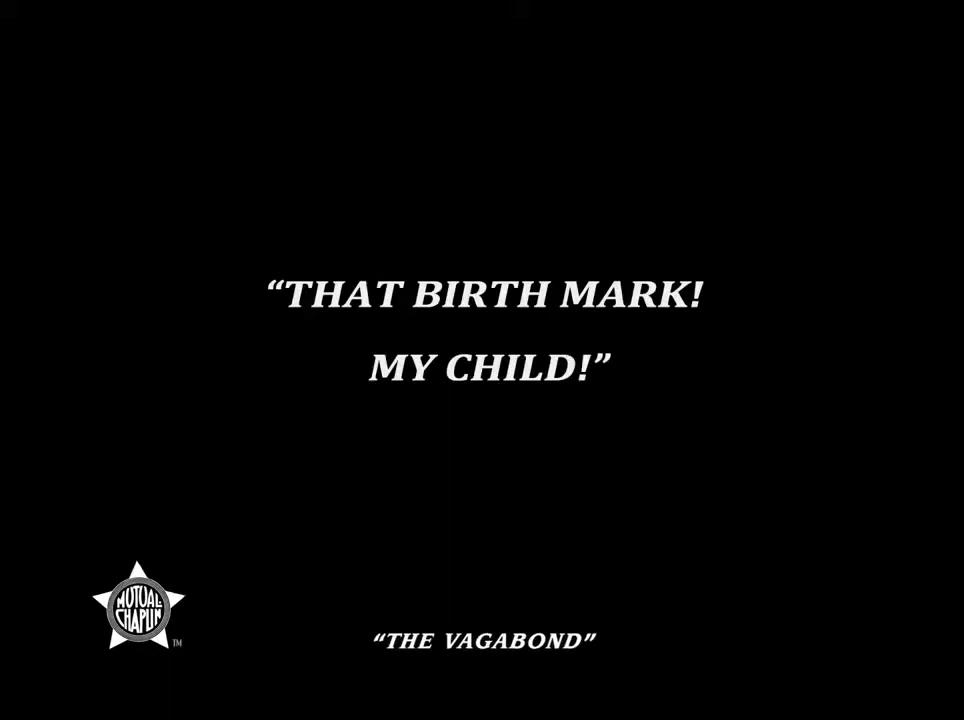 “THAT BIRTH MARK!
MY CHILD!”
MUTUAL-
CHAPLIN
TM
“THE VAGABOND”